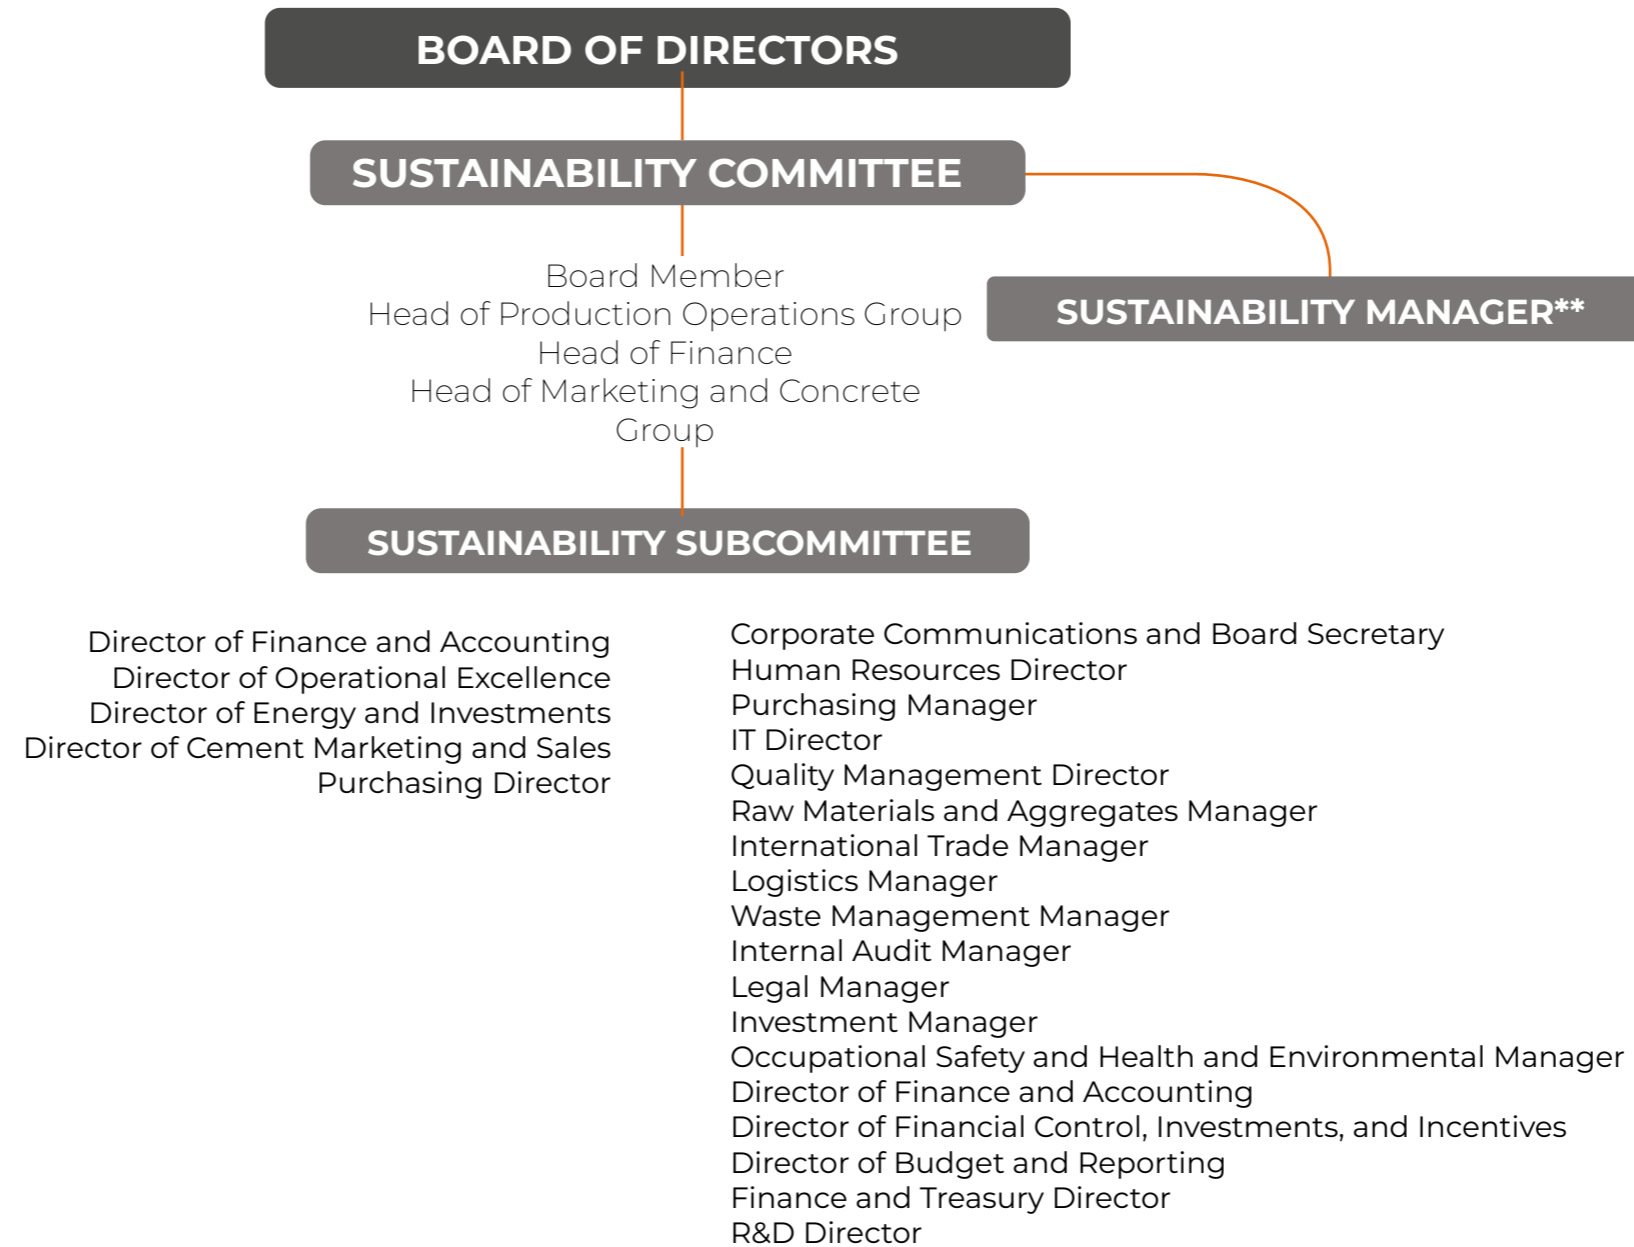 BOARD OF DIRECTORS
SUSTAINABILITY COMMITTEE
Board Member
Head of Production Operations Group
Head of Finance
Head of Marketing and Concrete
Group
SUSTAINABILITY MANAGER**
SUSTAINABILITY SUBCOMMITTEE
Director of Finance and Accounting
Director of Operational Excellence
Director of Energy and Investments
Director of Cement Marketing and Sales
Purchasing Director
Corporate Communications and Board Secretary
Human Resources Director
Purchasing Manager
IT Director
Quality Management Director
Raw Materials and Aggregates Manager
International Trade Manager
Logistics Manager
Waste Management Manager
Internal Audit Manager
Legal Manager
Investment Manager
Occupational Safety and Health and Environmental Manager
Director of Finance and Accounting
Director of Financial Control, Investments, and Incentives
Director of Budget and Reporting
Finance and Treasury Director
R&D Director